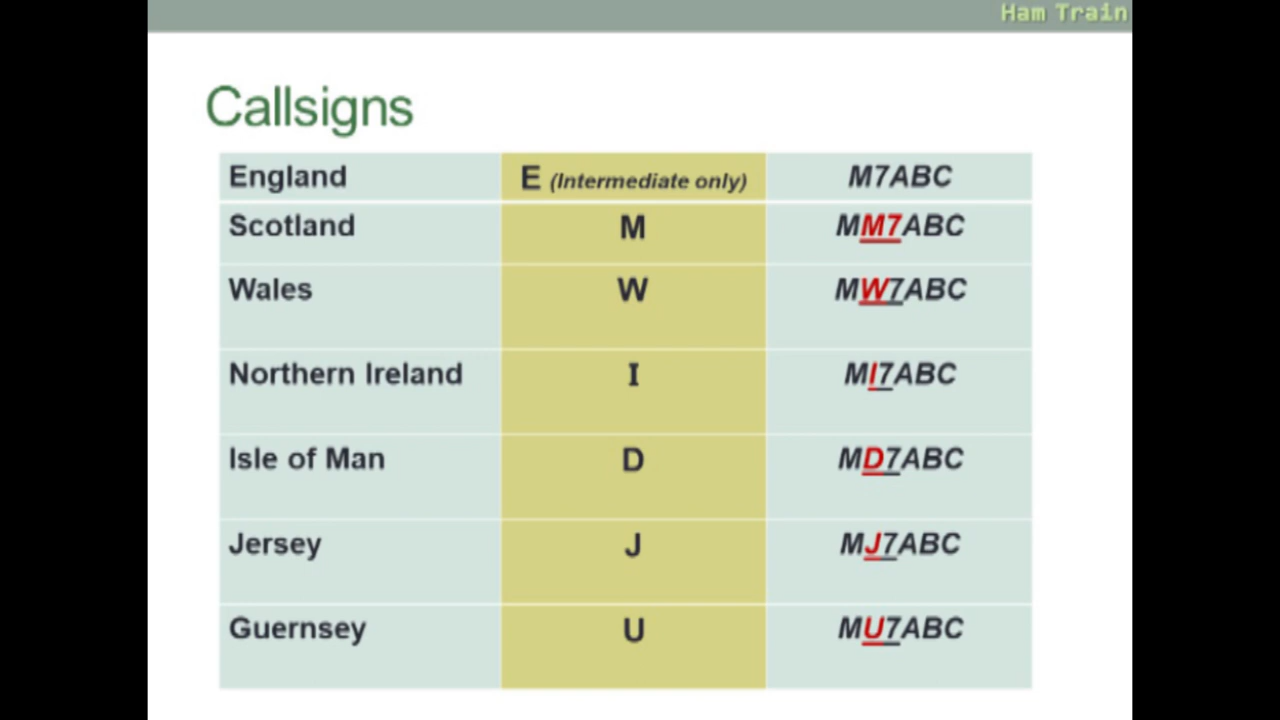 Ham Train
Callsigns
England E (Intermediate only) M7ABC
Scotland M MM7ABC
Wales W MW7ABC
Northern Ireland I MI7ABC
Isle of Man D MD7ABC
Jersey J MJ7ABC
Guernsey U MU7ABC